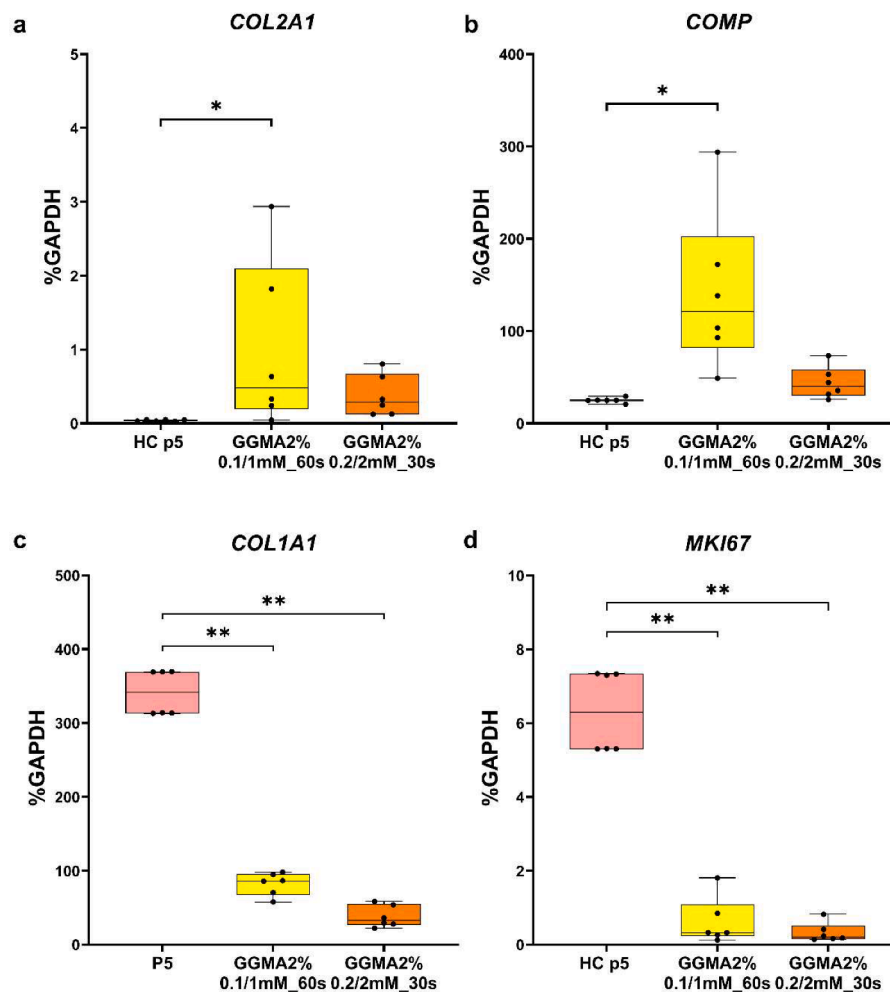 a
COL2A1
%GAPDH
5
4
3
2
1
0
*
HC p5
GGMA2%
0.1/1mM_60s
GGMA2%
0.2/2mM_30s
b
COMP
%GAPDH
400
300
200
100
0
*
HC p5
GGMA2%
0.1/1mM_60s
GGMA2%
0.2/2mM_30s
c
COL1A1
%GAPDH
500
400
300
200
100
0
**
**
P5
GGMA2%
0.1/1mM_60s
GGMA2%
0.2/2mM_30s
d
MKI67
%GAPDH
10
8
6
4
2
0
**
**
HC p5
GGMA2%
0.1/1mM_60s
GGMA2%
0.2/2mM_30s